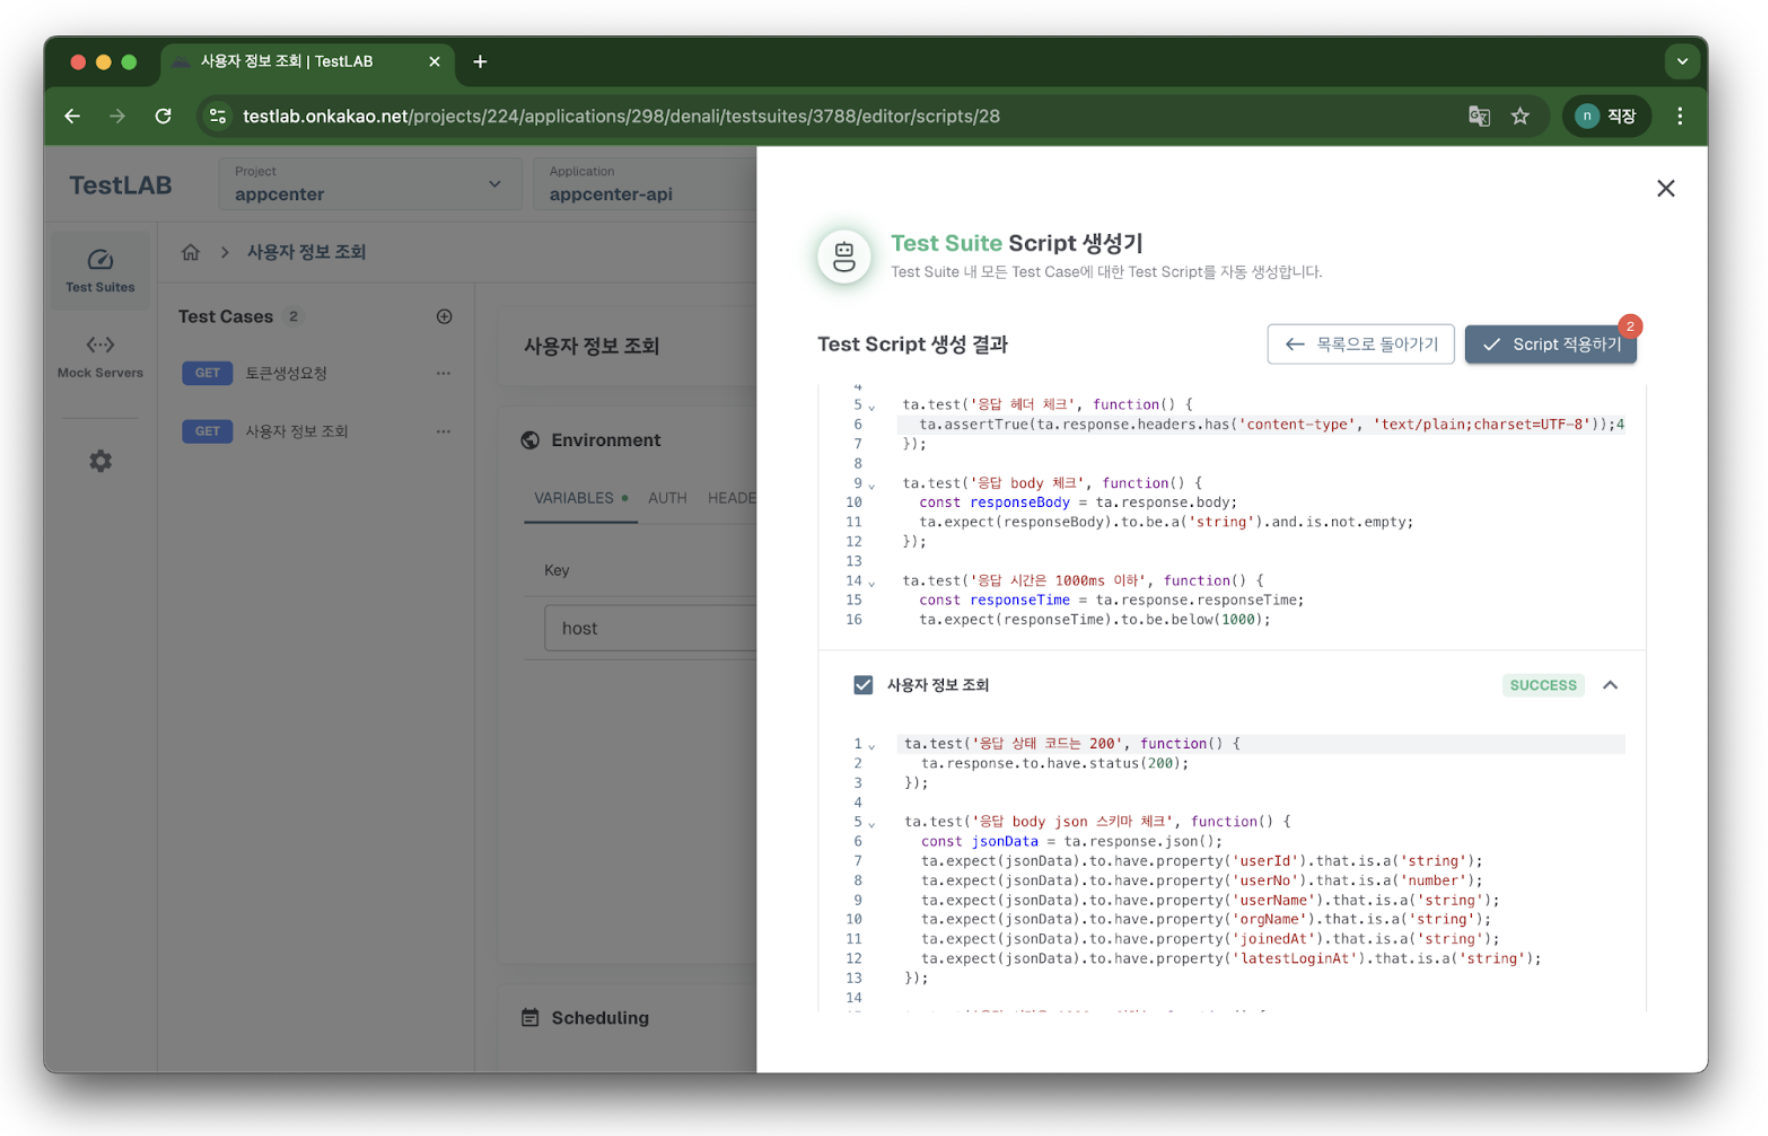 사용자 정보 조회 | TestLAB
testlab.onkakao.net/projects/224/applications/298/denali/testsuites/3788/editor/scripts/28
n 직장
TestLAB
Project
appcenter
Application
appcenter-api
Test Suites
Mock Servers
사용자 정보 조회
Test Cases 2
GET 토큰생성요청
GET 사용자 정보 조회
사용자 정보 조회
Environment
VARIABLES AUTH HEADE
Key
host
Scheduling
Test Suite Script 생성기
Test Suite 내 모든 Test Case에 대한 Test Script를 자동 생성합니다.
Test Script 생성 결과
목록으로 돌아가기
Script 적용하기
2
4
5 ta.test('응답 헤더 체크', function() {
6 ta.assertTrue(ta.response.headers.has('content-type', 'text/plain;charset=UTF-8'));4
7 });
8
9 ta.test('응답 body 체크', function() {
10 const responseBody = ta.response.body;
11 ta.expect(responseBody).to.be.a('string').and.is.not.empty;
12 });
13
14 ta.test('응답 시간은 1000ms 이하', function() {
15 const responseTime = ta.response.responseTime;
16 ta.expect(responseTime).to.be.below(1000);
사용자 정보 조회
SUCCESS
1 ta.test('응답 상태 코드는 200', function() {
2 ta.response.to.have.status(200);
3 });
4
5 ta.test('응답 body json 스키마 체크', function() {
6 const jsonData = ta.response.json();
7 ta.expect(jsonData).to.have.property('userId').that.is.a('string');
8 ta.expect(jsonData).to.have.property('userNo').that.is.a('number');
9 ta.expect(jsonData).to.have.property('userName').that.is.a('string');
10 ta.expect(jsonData).to.have.property('orgName').that.is.a('string');
11 ta.expect(jsonData).to.have.property('joinedAt').that.is.a('string');
12 ta.expect(jsonData).to.have.property('latestLoginAt').that.is.a('string');
13 });
14